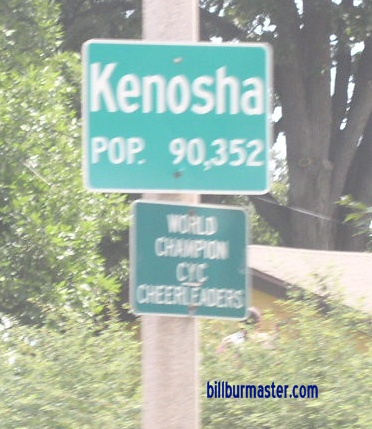 Kenosha
POP. 90,352
WORLD
CHAMPION
CYC
CHEERLEADERS
billburmaster.com